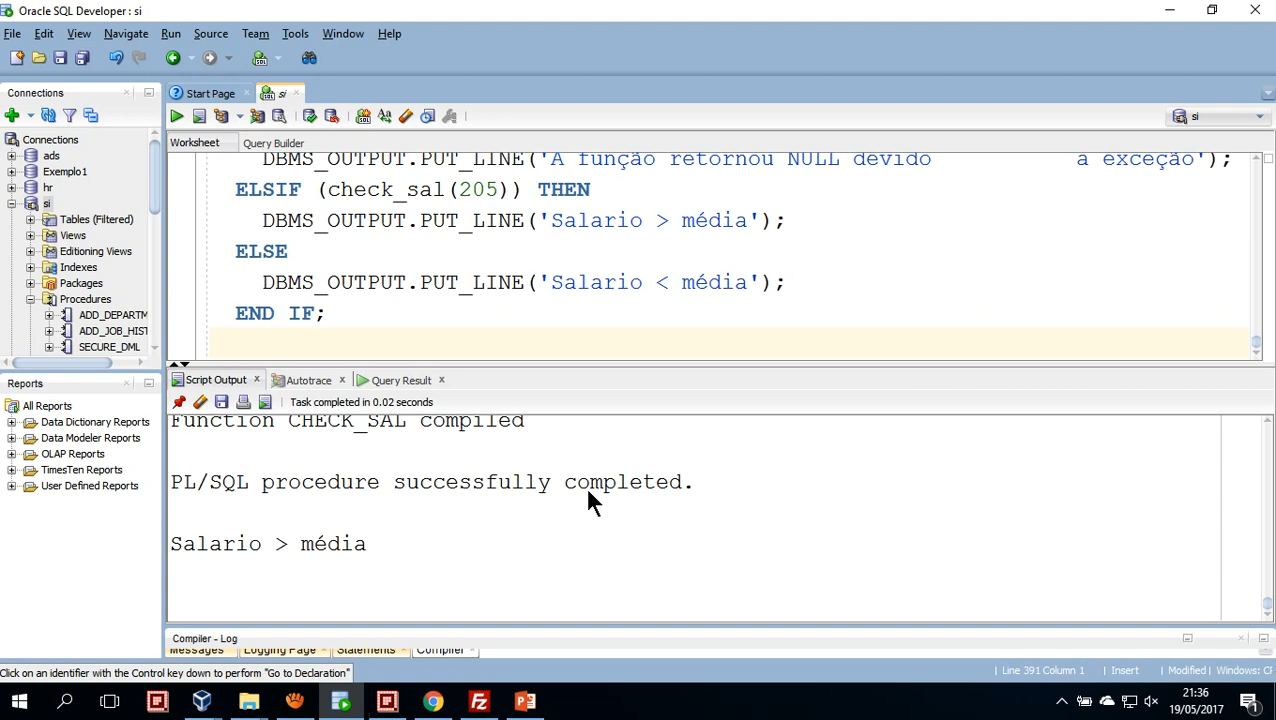 Oracle SQL Developer : si
File Edit View Navigate Run Source Team Tools Window Help
Connections
Start Page
si
si
Worksheet Query Builder
Connections
ads
Exemplo1
hr
si
Tables (Filtered)
Views
Editioning Views
Indexes
Packages
Procedures
ADD_DEPARTM
ADD_JOB_HIST
SECURE_DML
DBMS_OUTPUT.PUT_LINE('A função retornou NULL devido a exceção');
ELSIF (check_sal(205)) THEN
DBMS_OUTPUT.PUT_LINE('Salario > média');
ELSE
DBMS_OUTPUT.PUT_LINE('Salario < média');
END IF;
Reports
All Reports
Data Dictionary Reports
Data Modeler Reports
OLAP Reports
TimesTen Reports
User Defined Reports
Script Output Autotrace Query Result
Task completed in 0.02 seconds
Function CHECK_SAL compiled
PL/SQL procedure successfully completed.
Salario > média
Compiler - Log
Messages Logging Page Statements Compiler
Click on an identifier with the Control key down to perform "Go to Declaration"
Line 391 Column 1 Insert Modified Windows: CF
21:36
19/05/2017